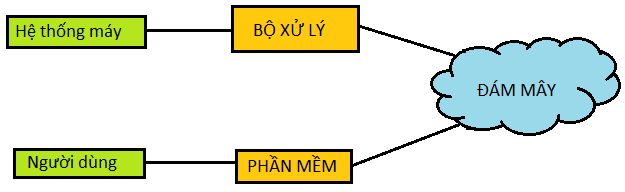 Hệ thống máy
BỘ XỬ LÝ
ĐÁM MÂY
Người dùng
PHẦN MỀM